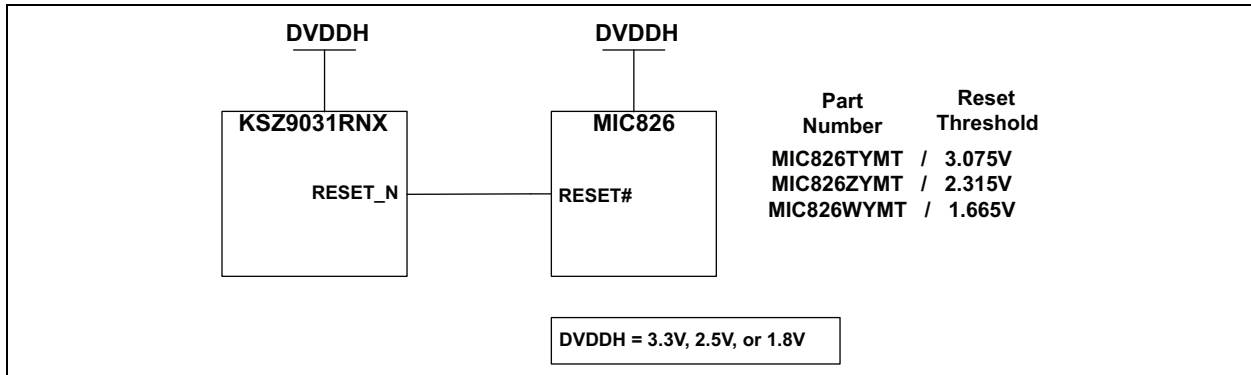 DVDDH
DVDDH
KSZ9031RNX
MIC826
RESET_N
RESET#
Part Number
Reset Threshold
MIC826TYMT / 3.075V
MIC826ZYMT / 2.315V
MIC826WYMT / 1.665V
DVDDH = 3.3V, 2.5V, or 1.8V